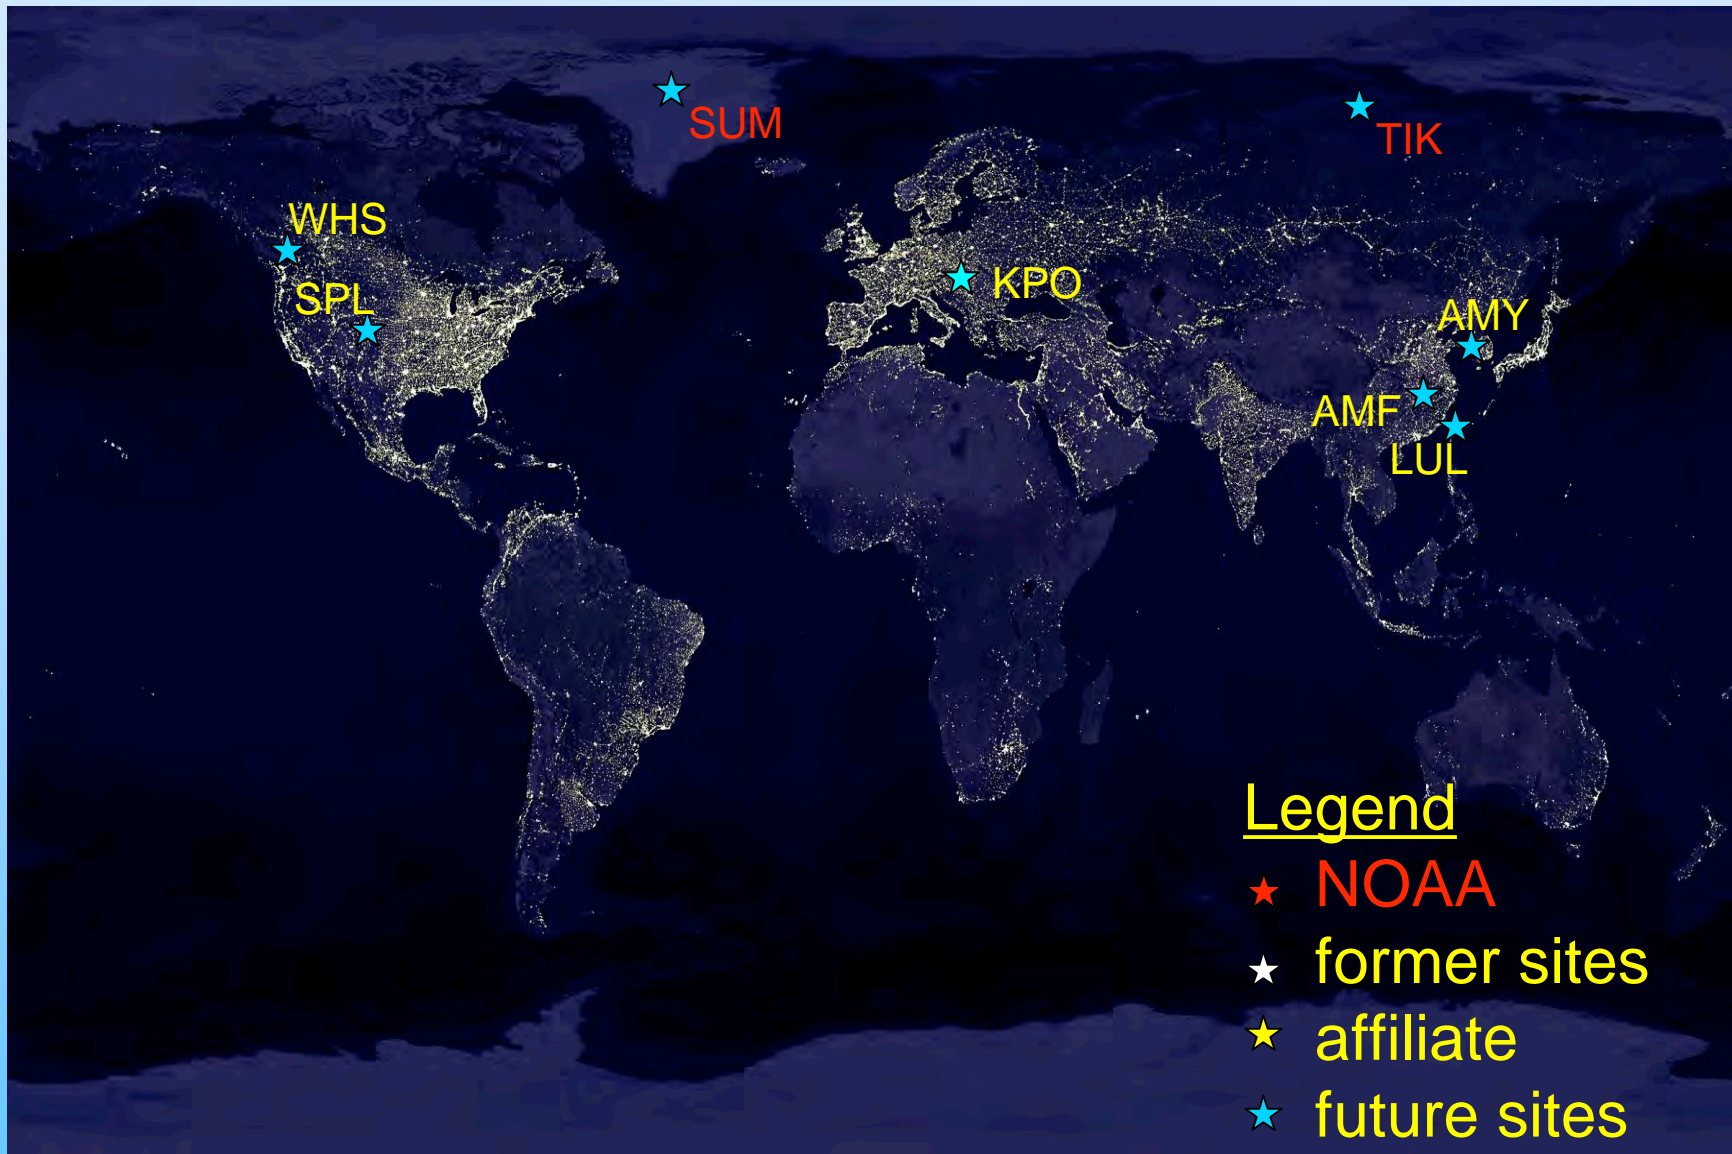 SUM
TIK
WHS
SPL
KPO
AMY
AMF
LUL
Legend
NOAA
former sites
affiliate
future sites